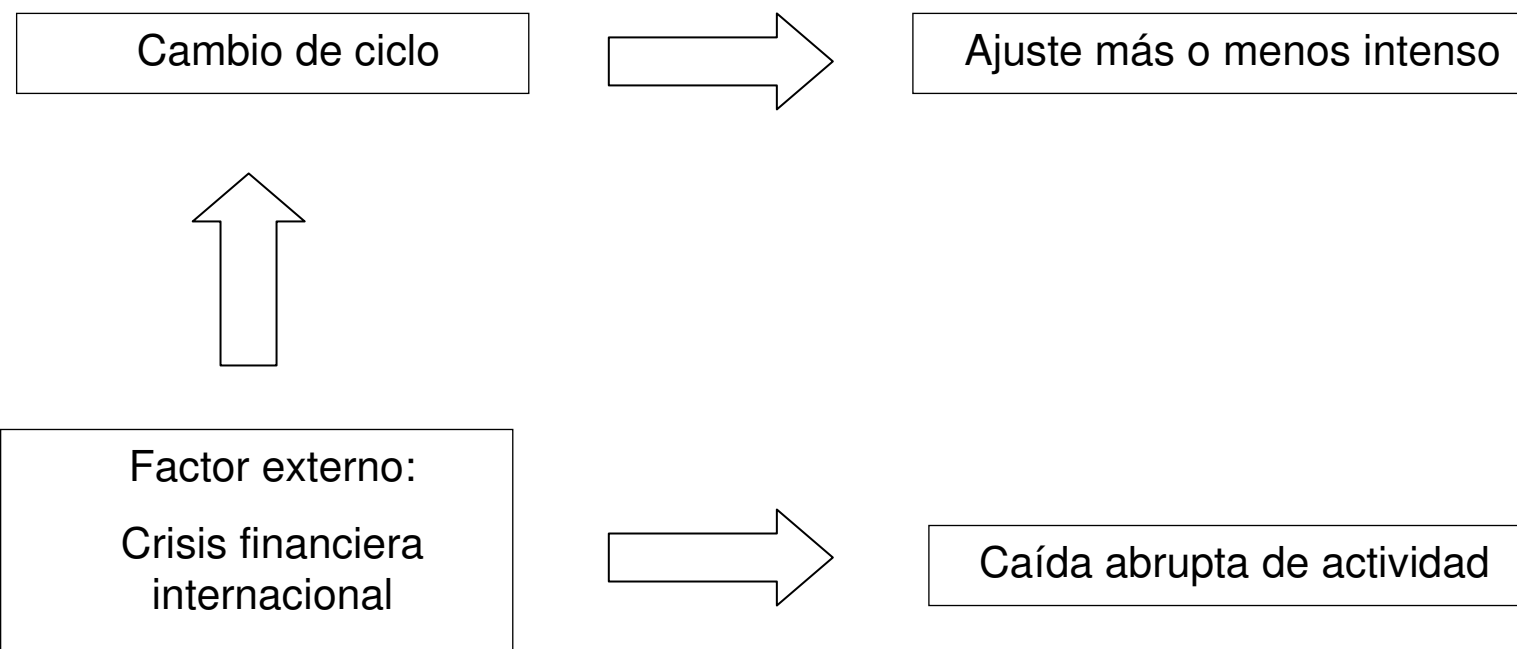 Cambio de ciclo
Ajuste más o menos intenso
Factor externo:
Crisis financiera
internacional
Caída abrupta de actividad